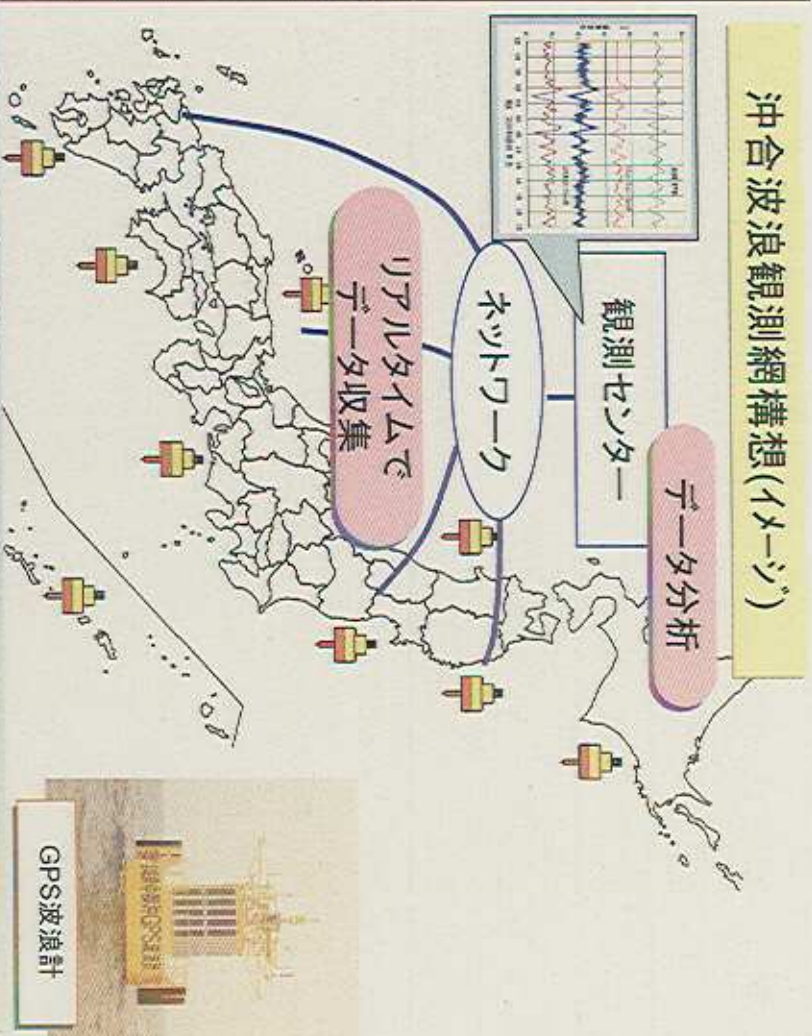 沖合波浪観測網構想(イメージ)
データ分析
観測センター
ネットワーク
リアルタイムで
データ収集
GPS波浪計